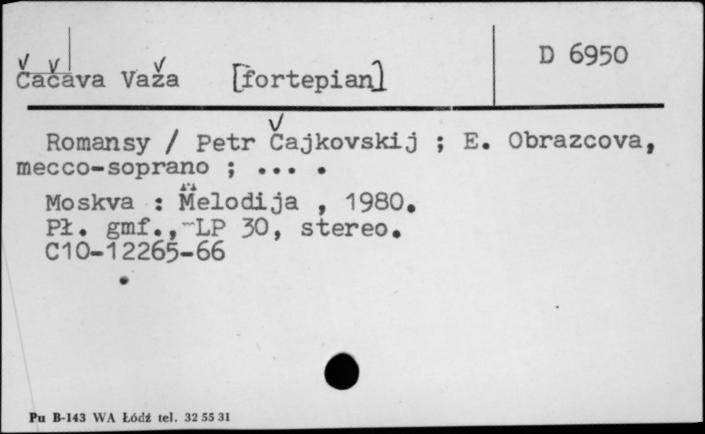 D 6950
Čačava Važa [fortepian]
Romansy / Petr Čajkovskij ; E. Obrazcova,
mecco-soprano ; ... .
Moskva : Melodija , 1980.
Pł. gmf., LP 30, stereo.
C10-12265-66
Pu B-143 WA Łódź tel. 32 55 31